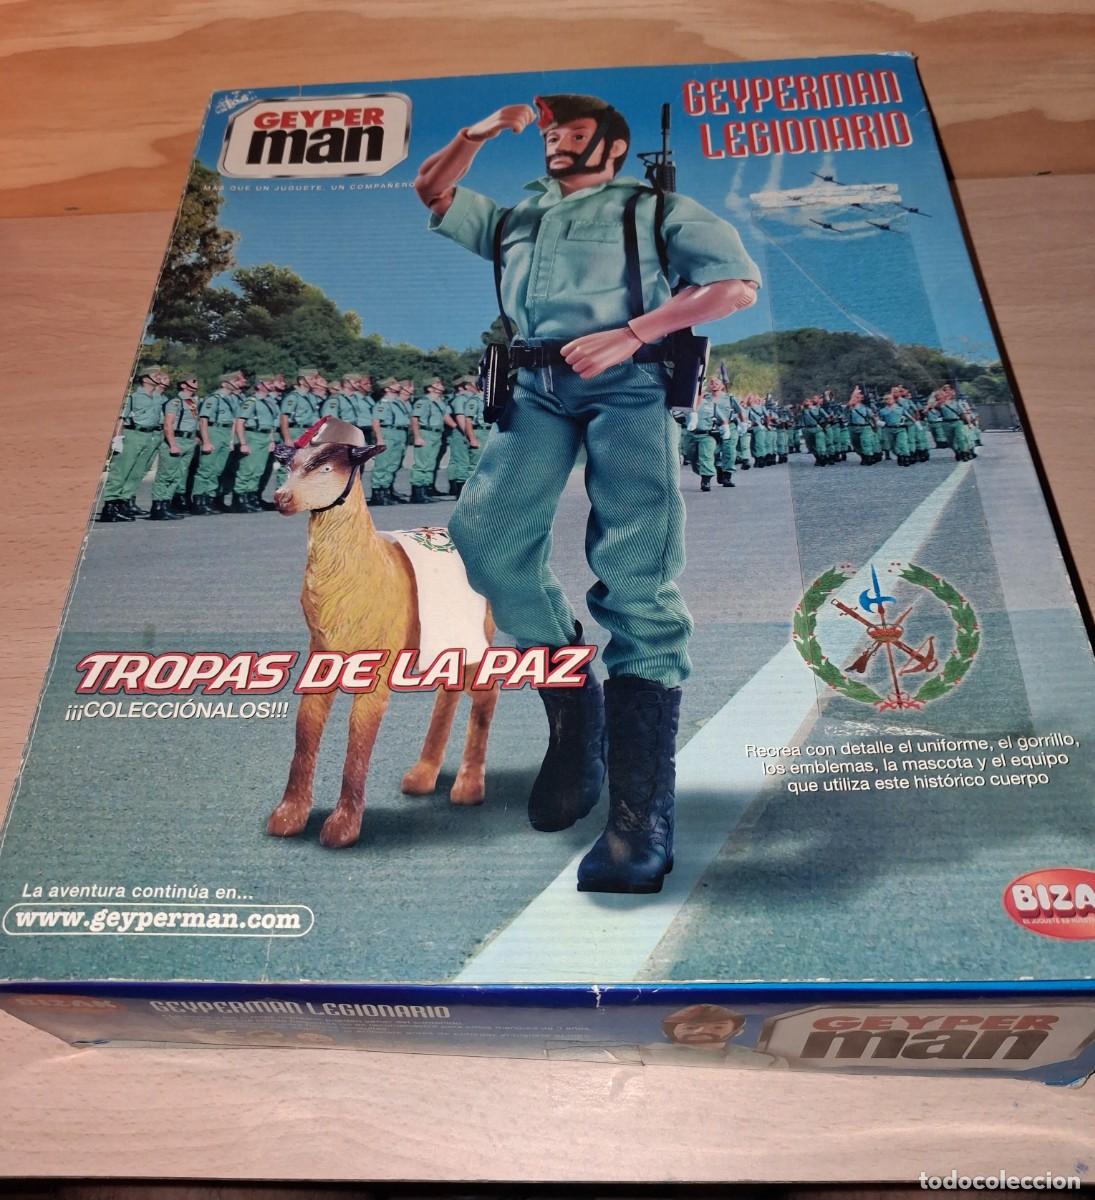 GEYPER
man
MÁS QUE UN JUGUETE, UN COMPAÑERO
GEYPERMAN
LEGIONARIO
TROPAS DE LA PAZ
¡¡¡COLECCIÓNALOS!!!
Recrea con detalle el uniforme, el gorrillo,
los emblemas, la mascota y el equipo
que utiliza este histórico cuerpo
La aventura continúa en...
www.geyperman.com
BIZA
BIZAK
GEYPERMAN LEGIONARIO
GEYPER
man
todocoleccion